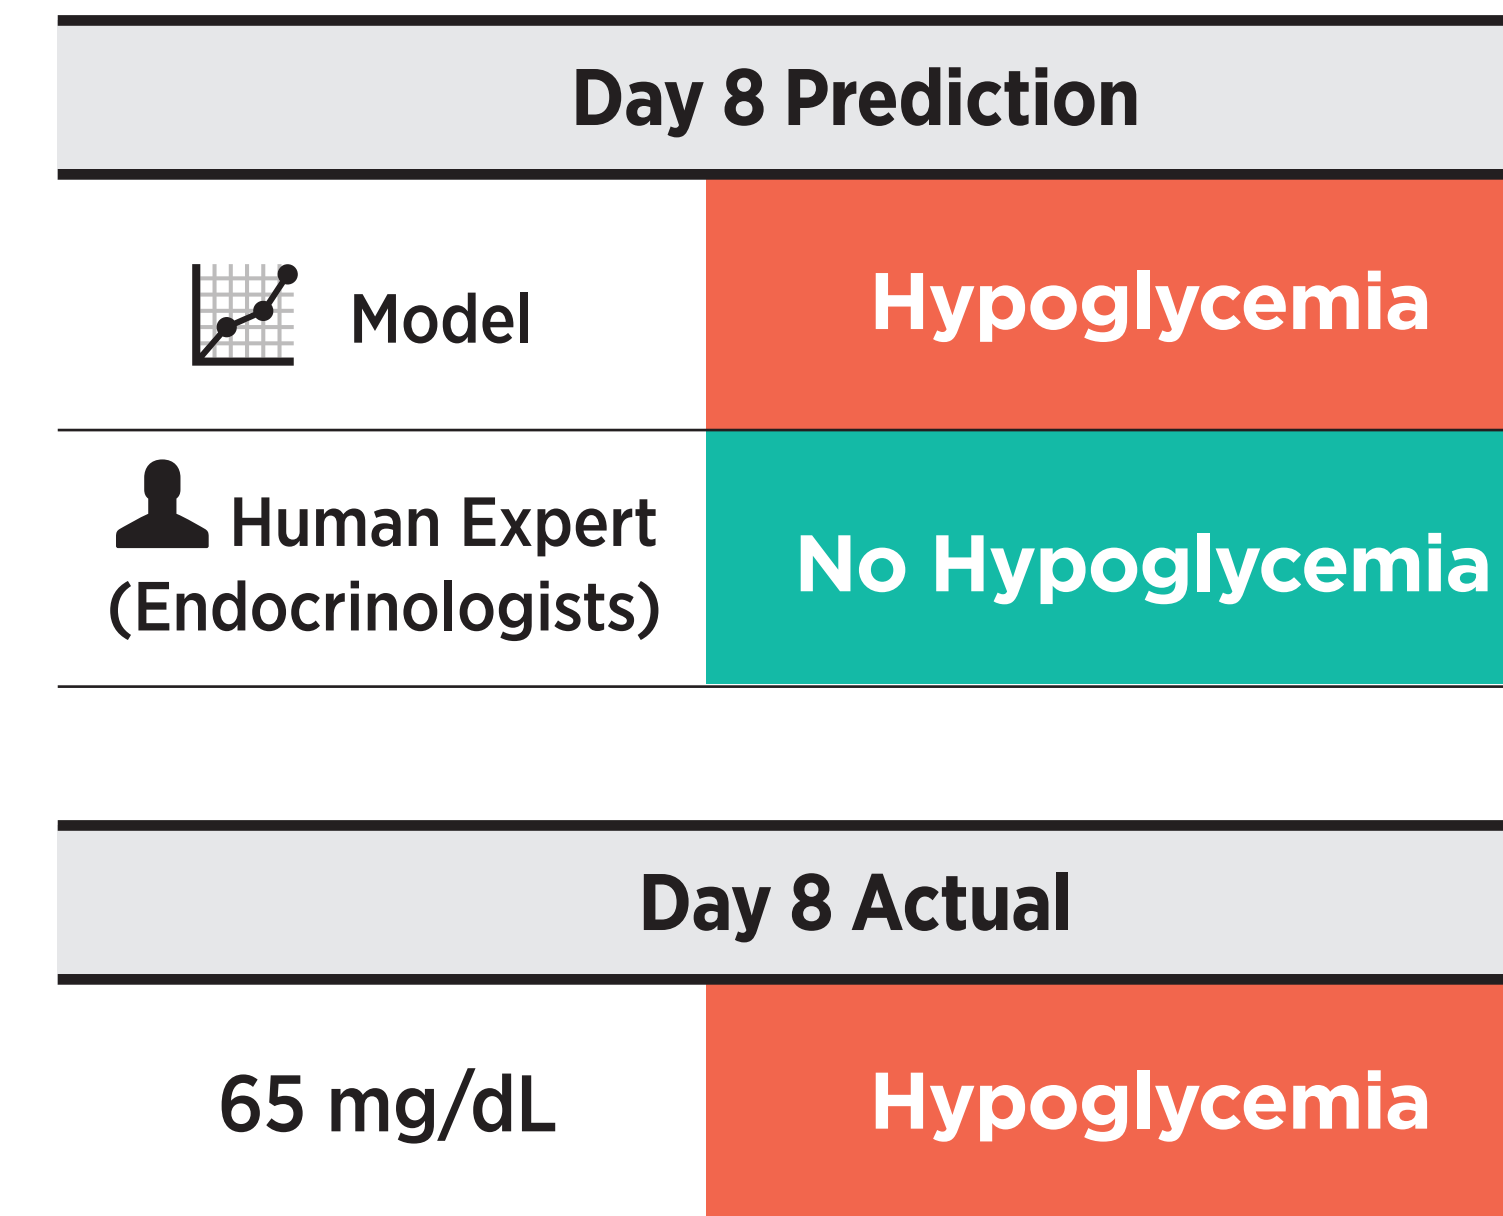 Day 8 Prediction
Model
Hypoglycemia
Human Expert
(Endocrinologists)
No Hypoglycemia
Day 8 Actual
65 mg/dL
Hypoglycemia